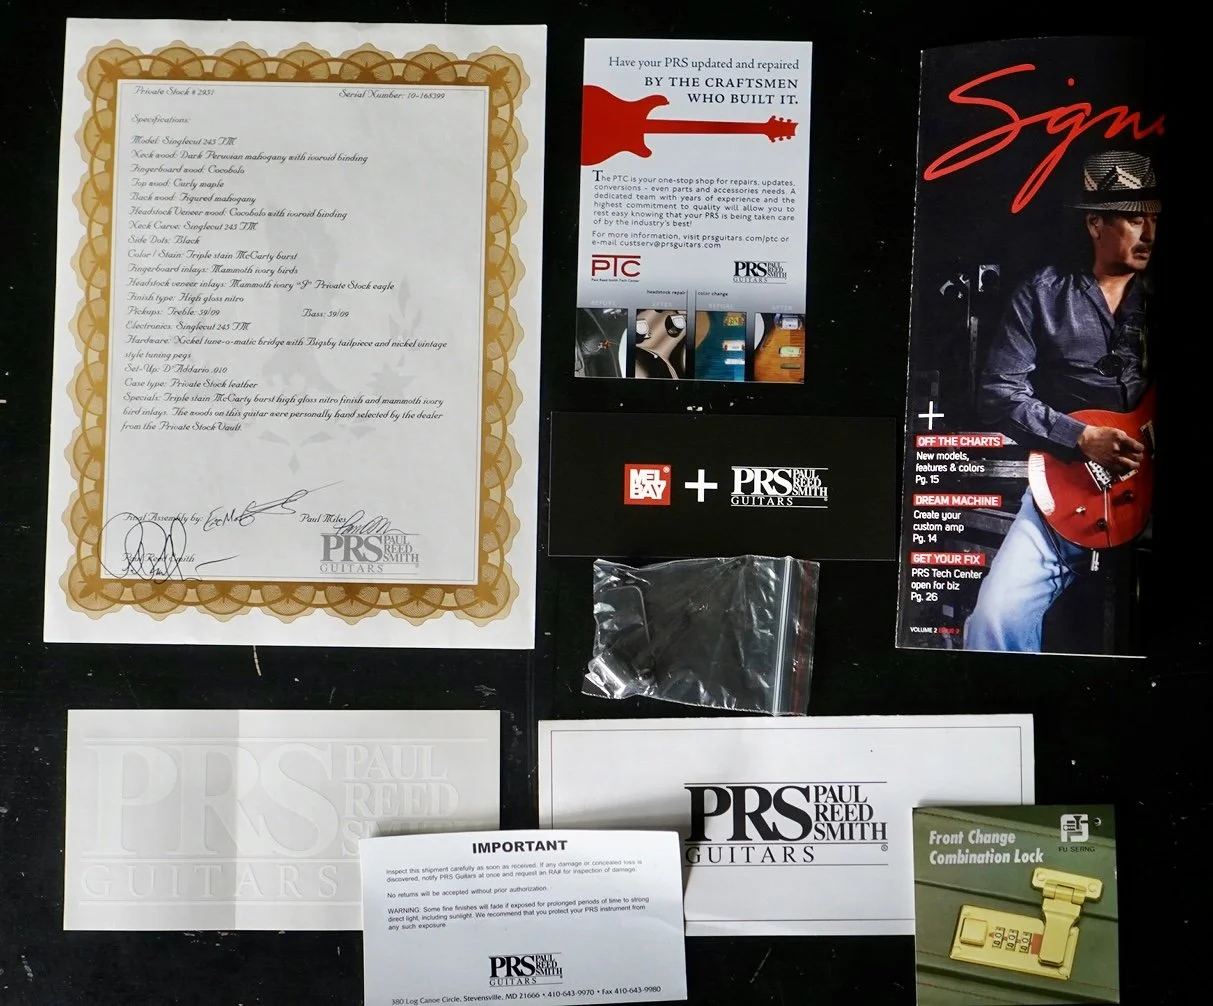 Private Stock # 2951
Serial Number: 10-168399
Specifications:
Model: Singlecut 245 TM
Neck wood: Dark Peruvian mahogany with ivoroid binding
Fingerboard wood: Cocobolo
Top wood: Curly maple
Back wood: Figured mahogany
Headstock Veneer wood: Cocobolo with ivoroid binding
Neck Carve: Singlecut 245 TM
Side Dots: Black
Color / Stain: Triple stain McCarty burst
Fingerboard inlays: Mammoth ivory birds
Headstock veneer inlays: Mammoth ivory "J" Private Stock eagle
Finish type: High gloss nitro
Pickups: Treble: 59/09 Bass: 59/09
Electronics: Singlecut 245 TM
Hardware: Nickel tune-o-matic bridge with Bigsby tailpiece and nickel vintage
style tuning pegs
Set-Up: D'Addario .010
Case type: Private Stock leather
Specials: Triple stain McCarty burst high gloss nitro finish and mammoth ivory
bird inlays. The woods on this guitar were personally hand selected by the dealer
from the Private Stock Vault.
Final Assembly by:
Paul Miles
Paul Reed Smith
PRS PAUL
REED
SMITH
GUITARS
Have your PRS updated and repaired
BY THE CRAFTSMEN
WHO BUILT IT.
The PTC is your one-stop shop for repairs, updates,
conversions - even parts and accessories needs. A
dedicated team with years of experience and the
highest commitment to quality will allow you to
rest easy knowing that your PRS is being taken care
of by the industry's best!
For more information, visit prsguitars.com/ptc or
e-mail custserv@prsguitars.com
PTC
Paul Reed Smith Tech Center
PRS PAUL
REED
SMITH
GUITARS
headstock repair color change
BEFORE AFTER BEFORE AFTER
MEL
BAY
®
+
PRS PAUL
REED
SMITH
GUITARS
Sign
+
OFF THE CHARTS
New models,
features & colors
Pg. 15
DREAM MACHINE
Create your
custom amp
Pg. 14
GET YOUR FIX
PRS Tech Center
open for biz
Pg. 26
VOLUME 2 ISSUE 2
PRS PAUL
REED
SMITH
GUITARS
IMPORTANT
Inspect this shipment carefully as soon as received. If any damage or concealed loss is
discovered, notify PRS Guitars at once and request an RA# for inspection of damage.
No returns will be accepted without prior authorization.
WARNING: Some fine finishes will fade if exposed for prolonged periods of time to strong
direct light, including sunlight. We recommend that you protect your PRS instrument from
any such exposure.
PRS PAUL
REED
SMITH
GUITARS
380 Log Canoe Circle, Stevensville, MD 21666 • 410-643-9970 • Fax 410-643-9980
PRS PAUL
REED
SMITH
GUITARS ®
Front Change
Combination Lock
FU SERNG